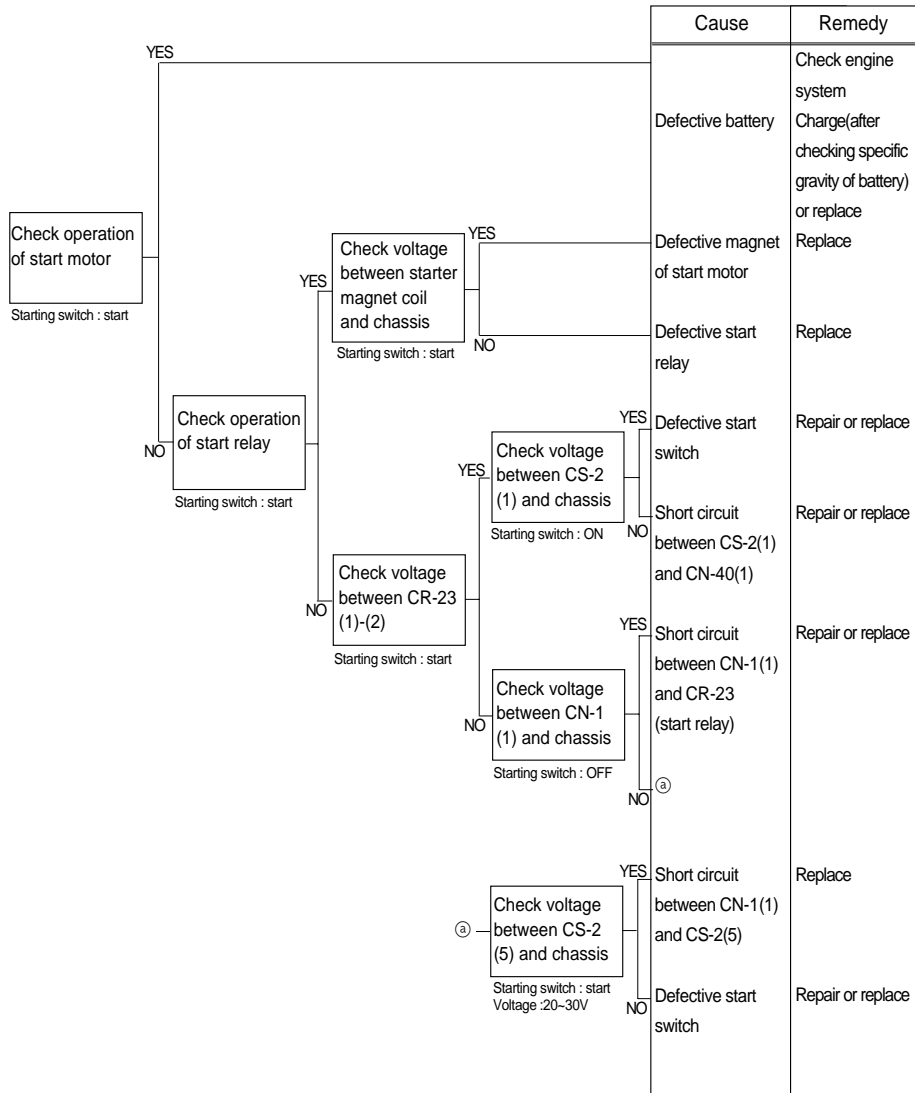 Cause
Remedy
YES
Check engine
system
Defective battery
Charge(after
checking specific
gravity of battery)
or replace
Check operation
of start motor
Starting switch : start
YES
Check voltage
between starter
magnet coil
and chassis
Starting switch : start
YES
Defective magnet
of start motor
Replace
NO
Defective start
relay
Replace
NO
Check operation
of start relay
Starting switch : start
YES
Check voltage
between CS-2
(1) and chassis
Starting switch : ON
YES
Defective start
switch
Repair or replace
NO
Short circuit
between CS-2(1)
and CN-40(1)
Repair or replace
NO
Check voltage
between CR-23
(1)-(2)
Starting switch : start
NO
Check voltage
between CN-1
(1) and chassis
Starting switch : OFF
YES
Short circuit
between CN-1(1)
and CR-23
(start relay)
Repair or replace
NO
ⓐ
ⓐ
Check voltage
between CS-2
(5) and chassis
Starting switch : start
Voltage :20~30V
YES
Short circuit
between CN-1(1)
and CS-2(5)
Replace
NO
Defective start
switch
Repair or replace